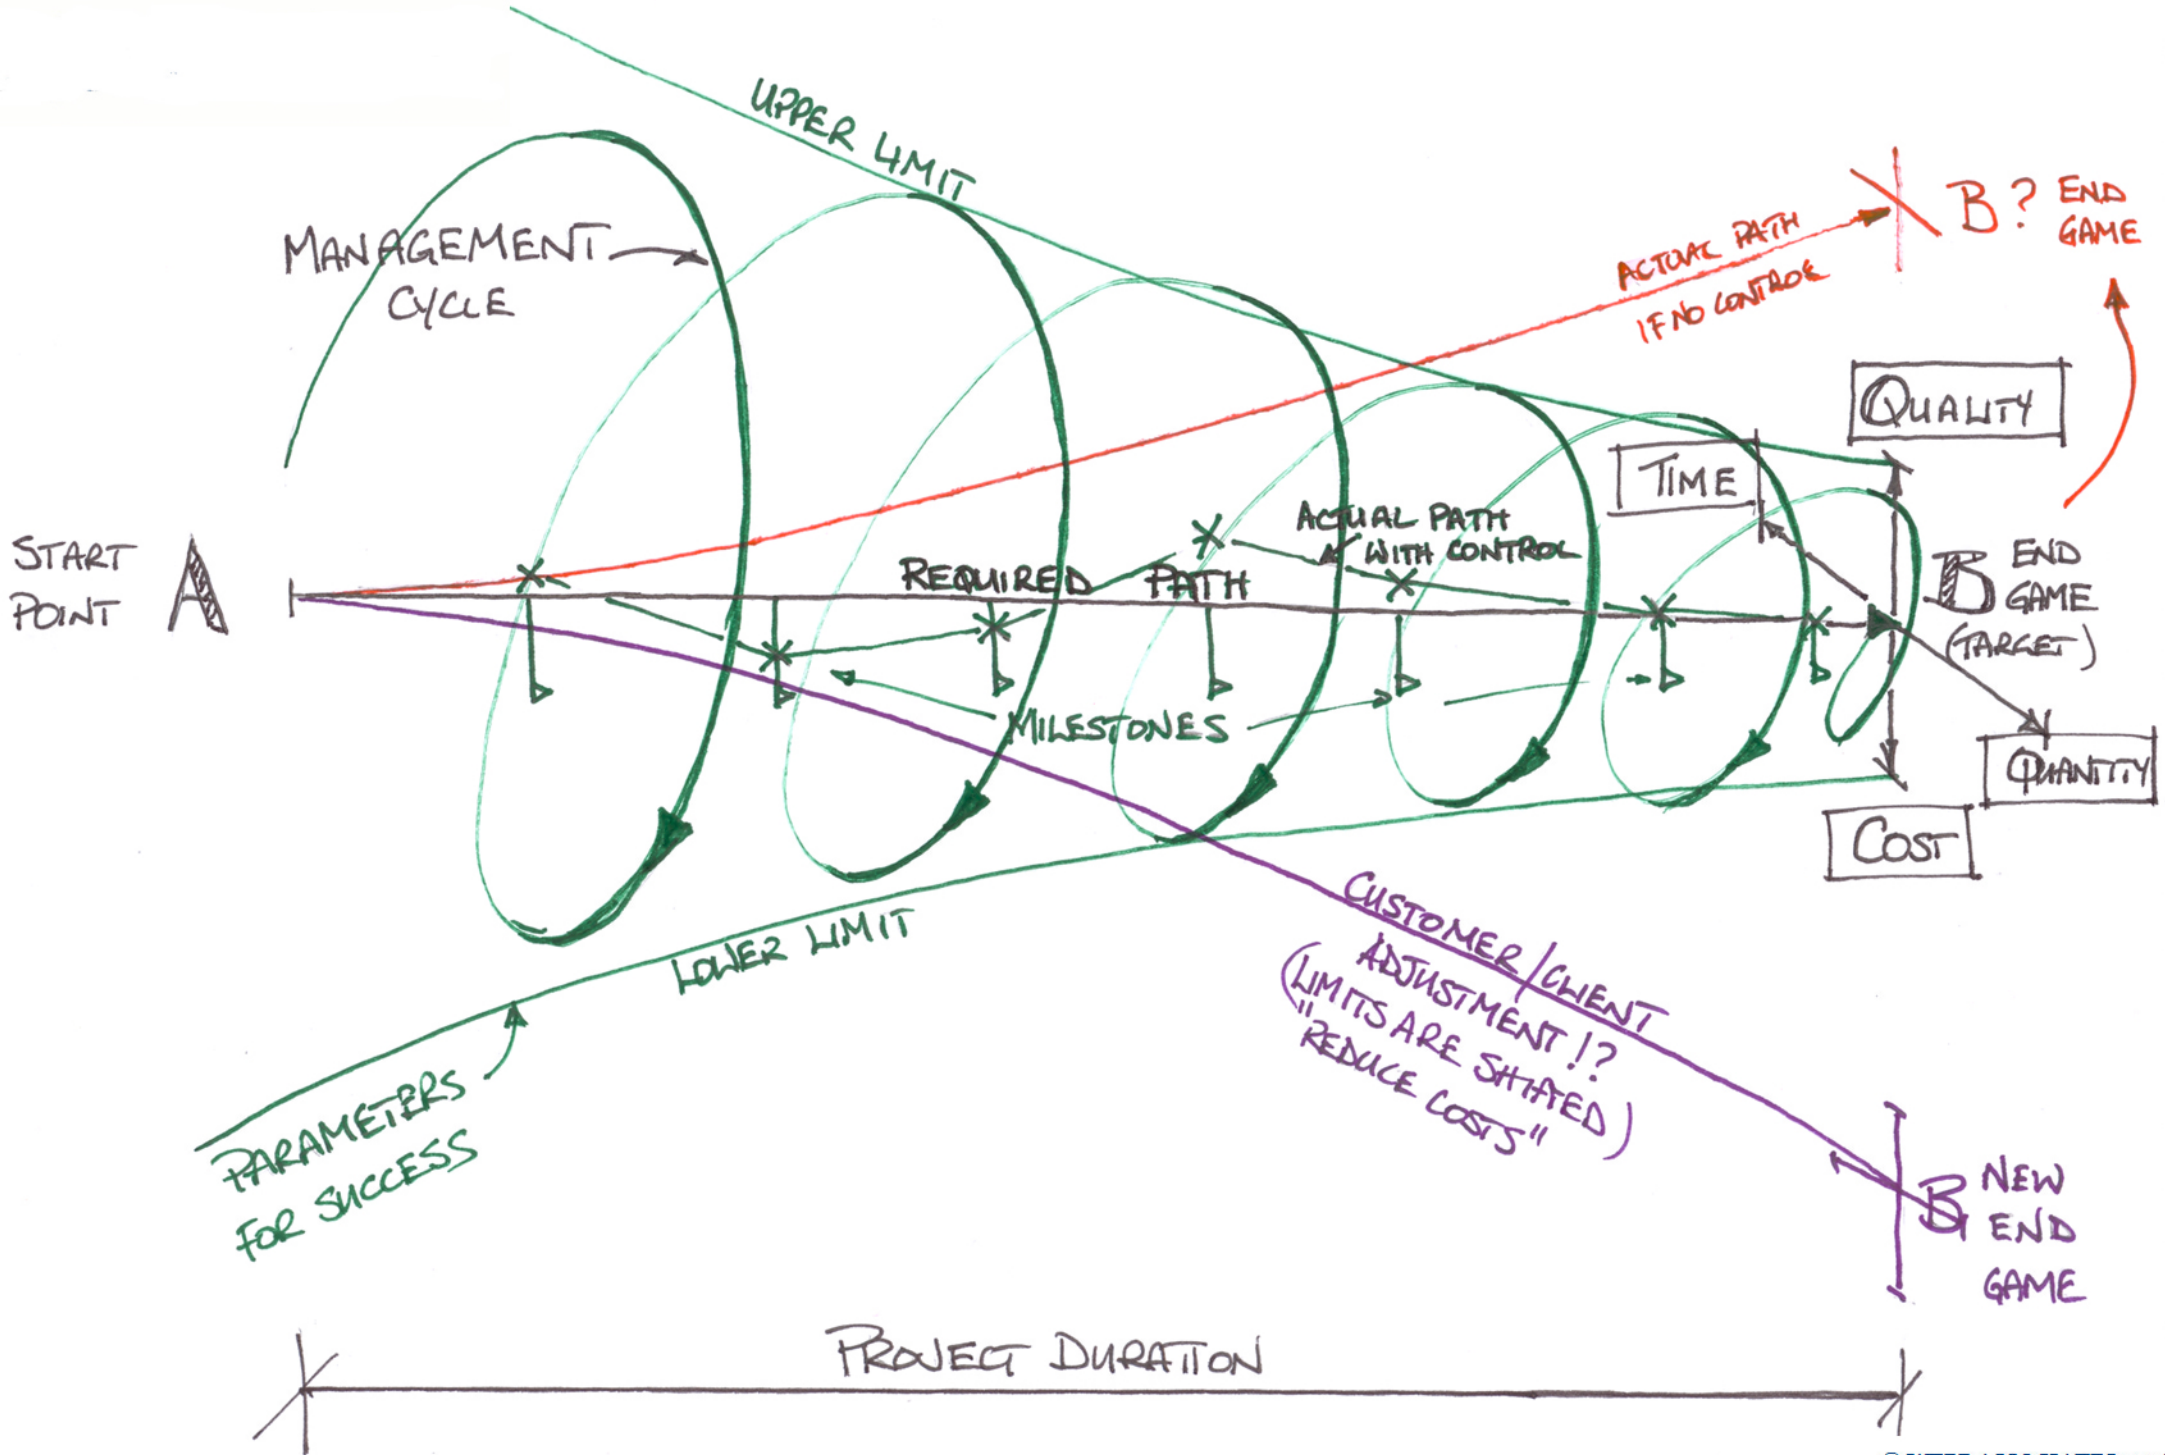 UPPER LIMIT
MANAGEMENT
CYCLE
ACTUAL PATH
IF NO CONTROL
B? END
GAME
QUALITY
TIME
START
POINT
A
REQUIRED PATH
ACTUAL PATH
WITH CONTROL
B END
GAME
(TARGET)
MILESTONES
QUANTITY
COST
LOWER LIMIT
CUSTOMER/CLIENT
ADJUSTMENT!?
(LIMITS ARE SHIFTED)
"REDUCE COSTS"
PARAMETERS
FOR SUCCESS
B1 NEW
END
GAME
PROJECT DURATION